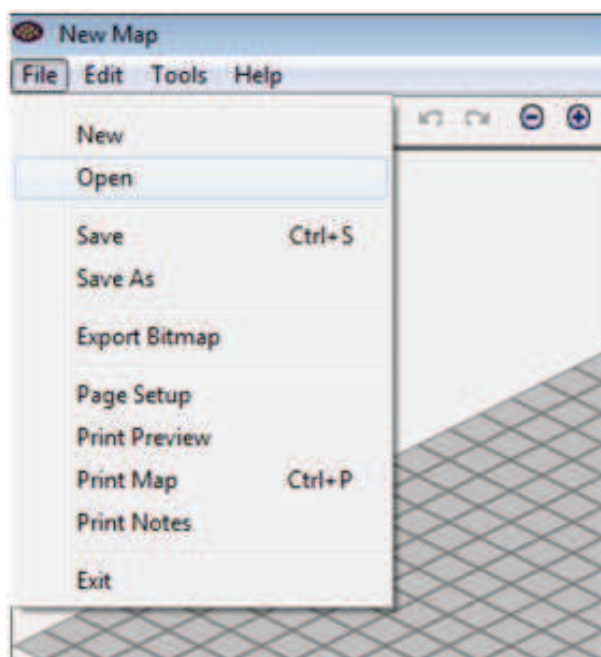 New Map
File Edit Tools Help
New
Open
Save Ctrl+S
Save As
Export Bitmap
Page Setup
Print Preview
Print Map Ctrl+P
Print Notes
Exit